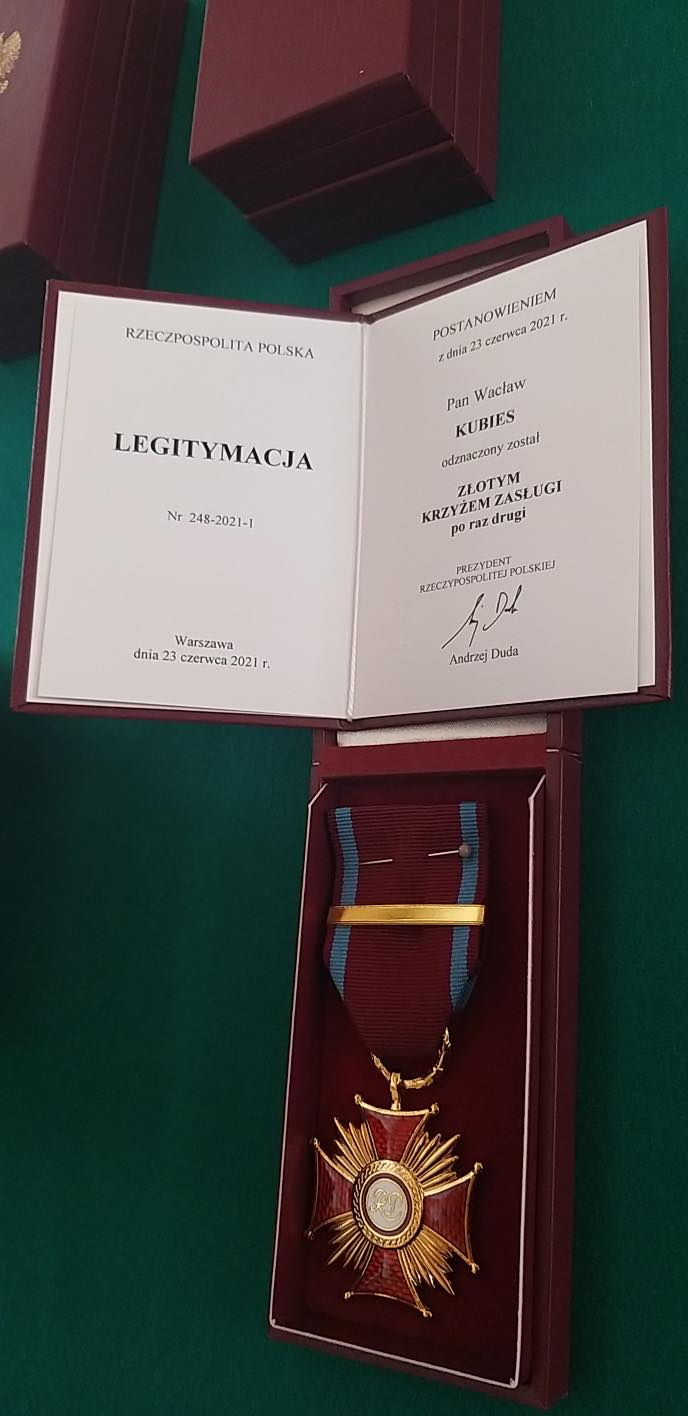 RZECZPOSPOLITA POLSKA
LEGITYMACJA
Nr 248-2021-1
Warszawa
dnia 23 czerwca 2021 r.
POSTANOWIENIEM
z dnia 23 czerwca 2021 r.
Pan Wacław
KUBIES
odznaczony został
ZŁOTYM
KRZYŻEM ZASŁUGI
po raz drugi
PREZYDENT
RZECZYPOSPOLITEJ POLSKIEJ
Andrzej Duda
RP